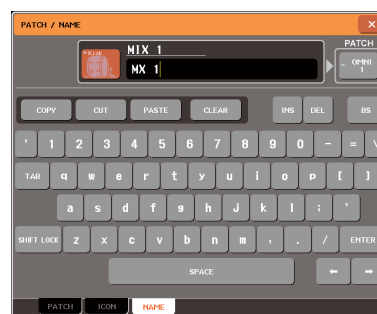 PATCH / NAME
×
Kick
MIX 1
PATCH
MX 1
OMNI
1
COPY CUT PASTE CLEAR INS DEL BS
' 1 2 3 4 5 6 7 8 9 0 - = \
TAB q w e r t y u i o p [ ]
a s d f g h j k l ; '
SHIFT LOCK z x c v b n m , . / ENTER
SPACE ← →
PATCH ICON NAME